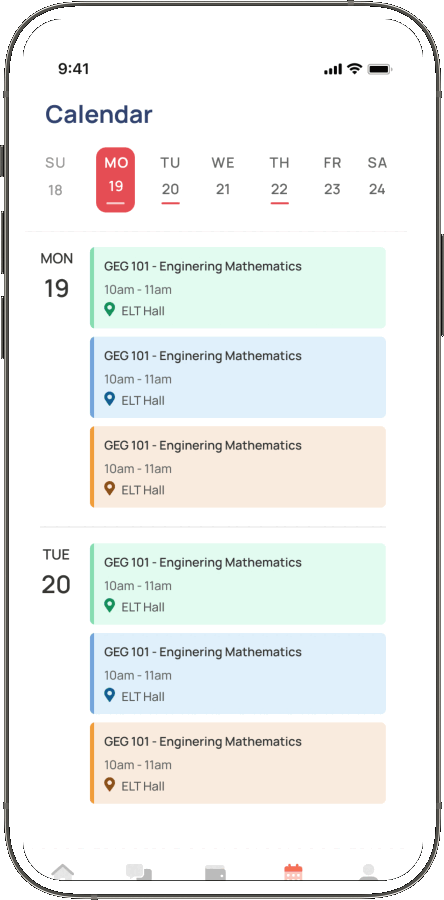 9:41
Calendar
SU MO TU WE TH FR SA
18 19 20 21 22 23 24
MON
19
GEG 101 - Enginering Mathematics
10am - 11am
ELT Hall
GEG 101 - Enginering Mathematics
10am - 11am
ELT Hall
GEG 101 - Enginering Mathematics
10am - 11am
ELT Hall
TUE
20
GEG 101 - Enginering Mathematics
10am - 11am
ELT Hall
GEG 101 - Enginering Mathematics
10am - 11am
ELT Hall
GEG 101 - Enginering Mathematics
10am - 11am
ELT Hall